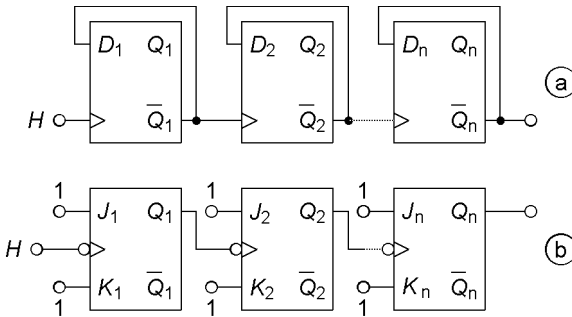 D₁ Q₁ D₂ Q₂ Dₙ Qₙ
a
H Q̅₁ Q̅₂ Q̅ₙ
1 1 1
J₁ Q₁ J₂ Q₂ Jₙ Qₙ
H b
K₁ Q̅₁ K₂ Q̅₂ Kₙ Q̅ₙ
1 1 1